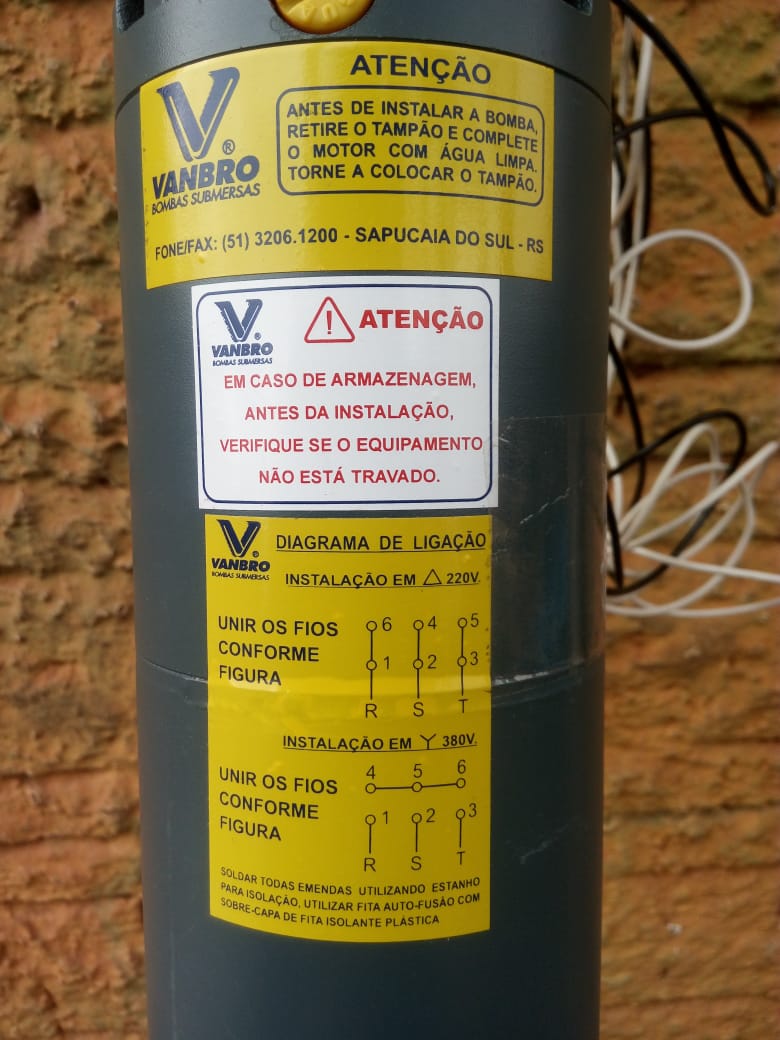 ATENÇÃO
V®
VANBRO
BOMBAS SUBMERSAS
ANTES DE INSTALAR A BOMBA,
RETIRE O TAMPÃO E COMPLETE
O MOTOR COM ÁGUA LIMPA.
TORNE A COLOCAR O TAMPÃO.
FONE/FAX: (51) 3206.1200 - SAPUCAIA DO SUL - RS
V®
VANBRO
BOMBAS SUBMERSAS
! ATENÇÃO
EM CASO DE ARMAZENAGEM,
ANTES DA INSTALAÇÃO,
VERIFIQUE SE O EQUIPAMENTO
NÃO ESTÁ TRAVADO.
V®
VANBRO
BOMBAS SUBMERSAS
DIAGRAMA DE LIGAÇÃO
INSTALAÇÃO EM △ 220V.
UNIR OS FIOS
CONFORME
FIGURA
6 4 5
1 2 3
R S T
INSTALAÇÃO EM Y 380V.
UNIR OS FIOS
CONFORME
FIGURA
4 5 6
1 2 3
R S T
SOLDAR TODAS EMENDAS UTILIZANDO ESTANHO
PARA ISOLAÇÃO, UTILIZAR FITA AUTO-FUSÃO COM
SOBRE-CAPA DE FITA ISOLANTE PLÁSTICA